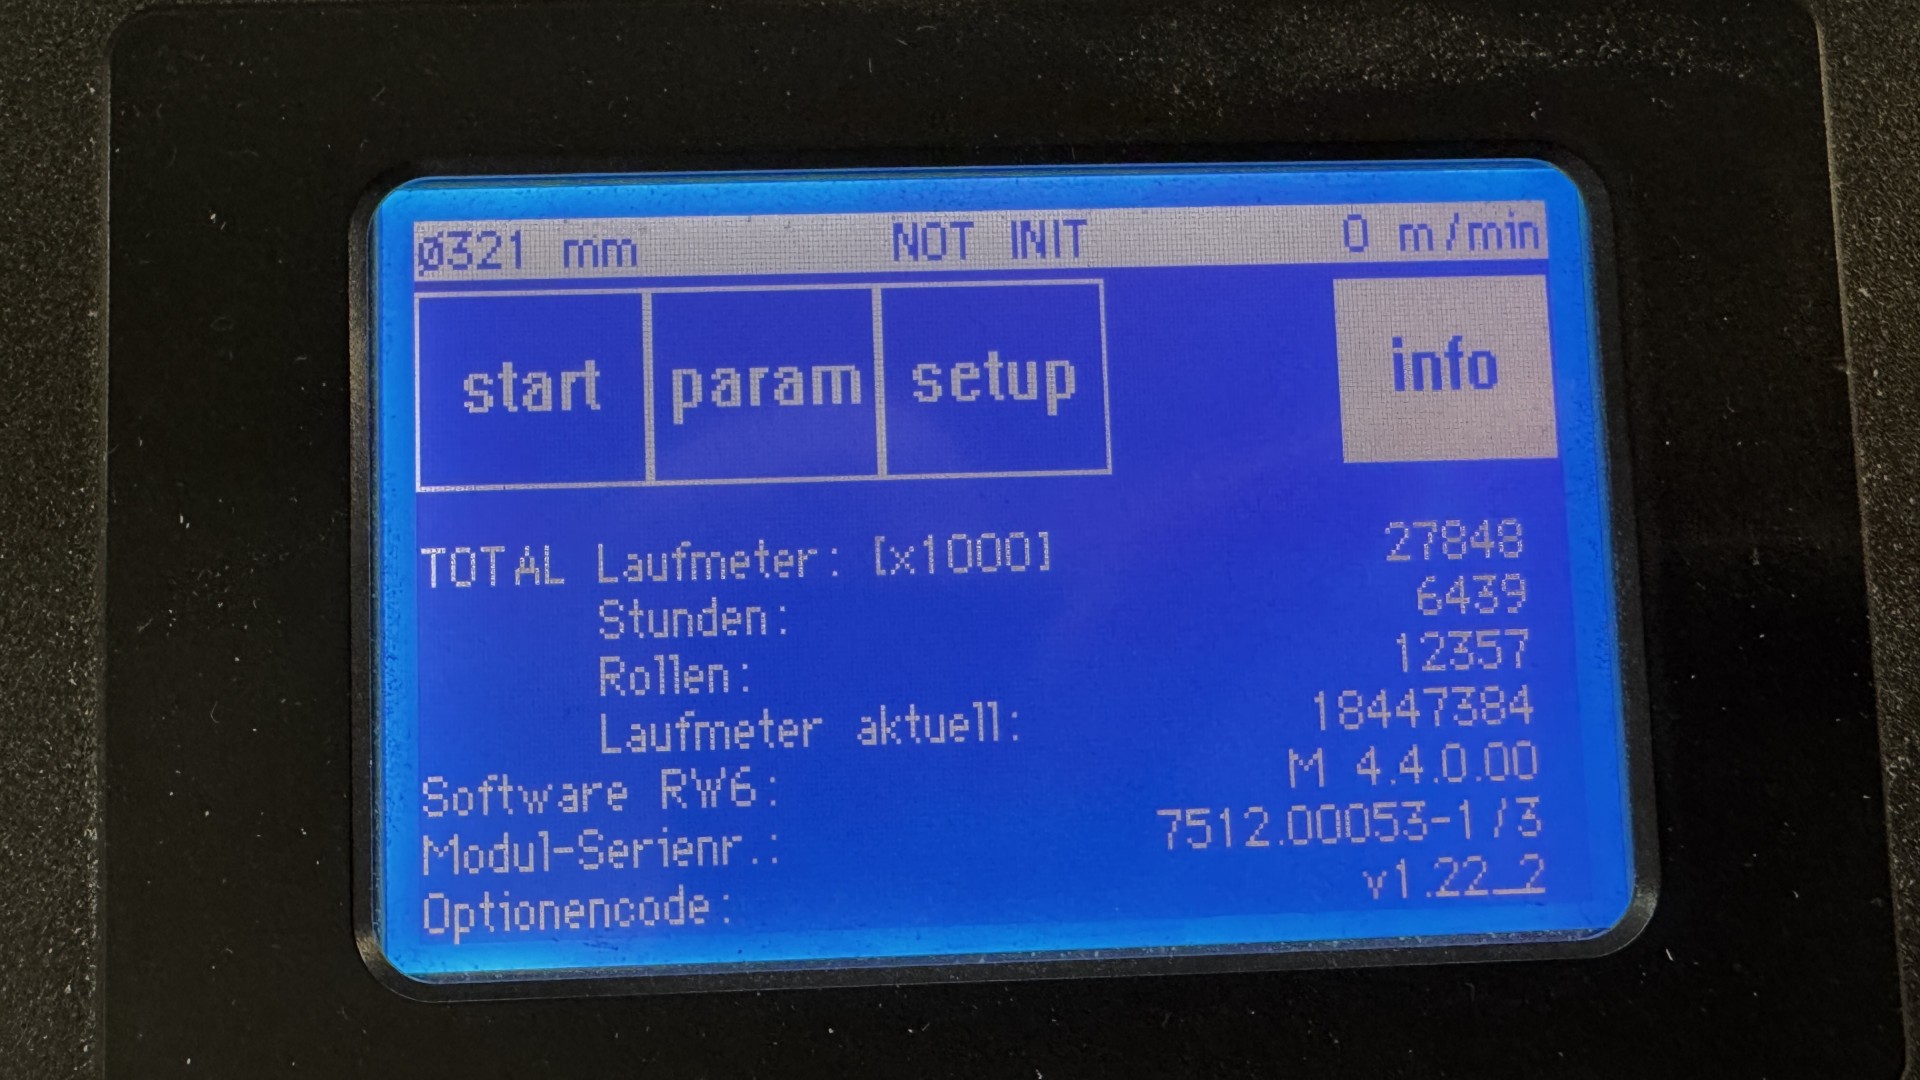 ø321 mm NOT INIT 0 m/min
start param setup info
TOTAL Laufmeter: [x1000] 27848
Stunden: 6439
Rollen: 12357
Laufmeter aktuell: 18447384
Software RW6: M 4.4.0.00
Modul-Serienr.: 7512.00053-1/3
Optionencode: v1.22_2